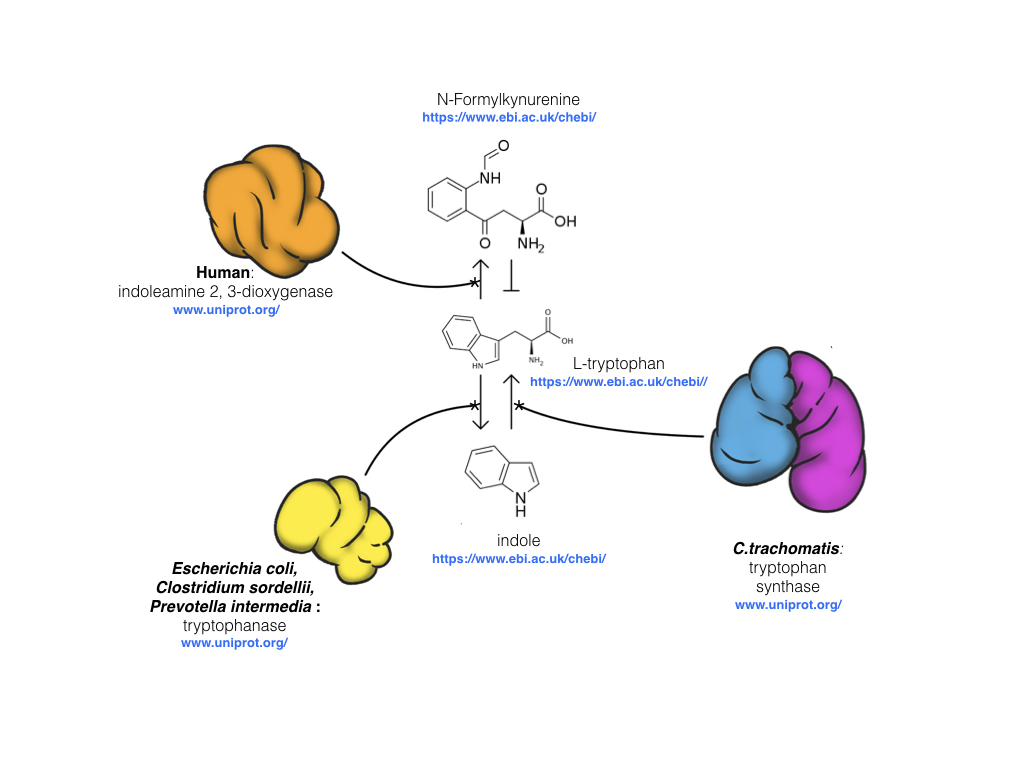 N-Formylkynurenine
https://www.ebi.ac.uk/chebi/
O
NH
O
OH
O
NH2
Human:
indoleamine 2, 3-dioxygenase
www.uniprot.org/
*
O
OH
NH2
HN
L-tryptophan
https://www.ebi.ac.uk/chebi//
* *
N
H
indole
https://www.ebi.ac.uk/chebi/
Escherichia coli,
Clostridium sordellii,
Prevotella intermedia :
tryptophanase
www.uniprot.org/
C.trachomatis:
tryptophan
synthase
www.uniprot.org/